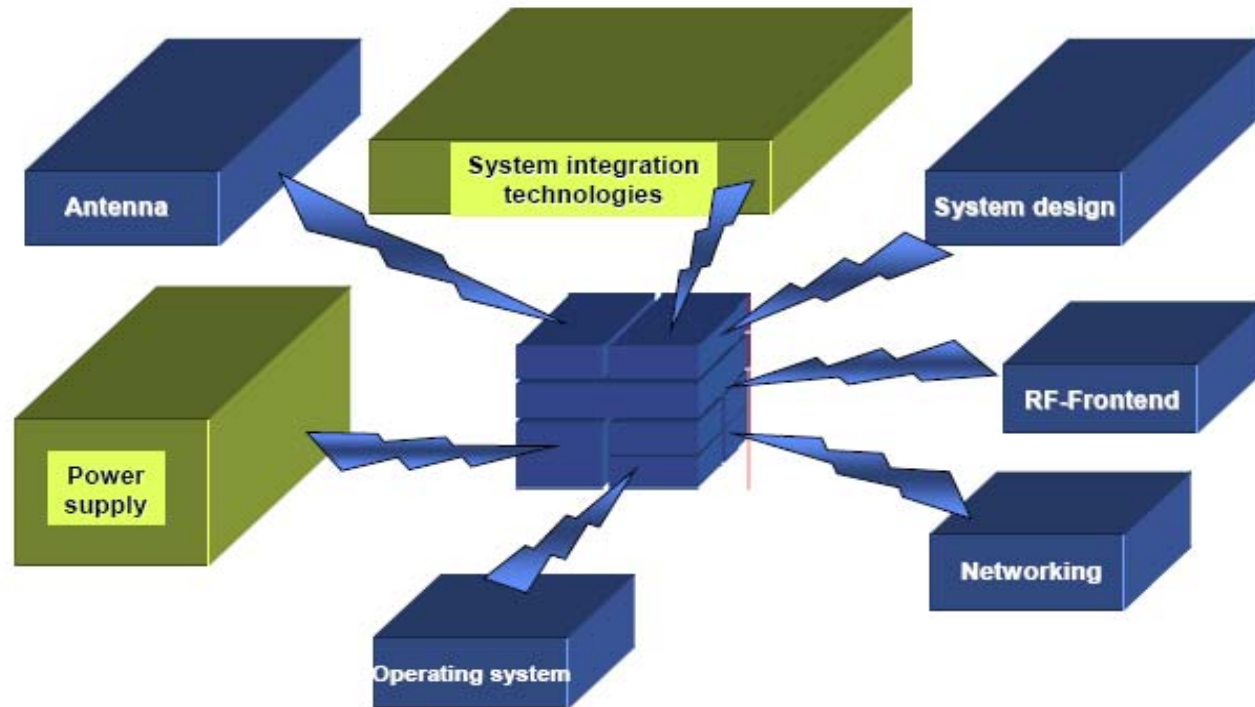 System integration
technologies
Antenna
System design
RF-Frontend
Power
supply
Networking
Operating system